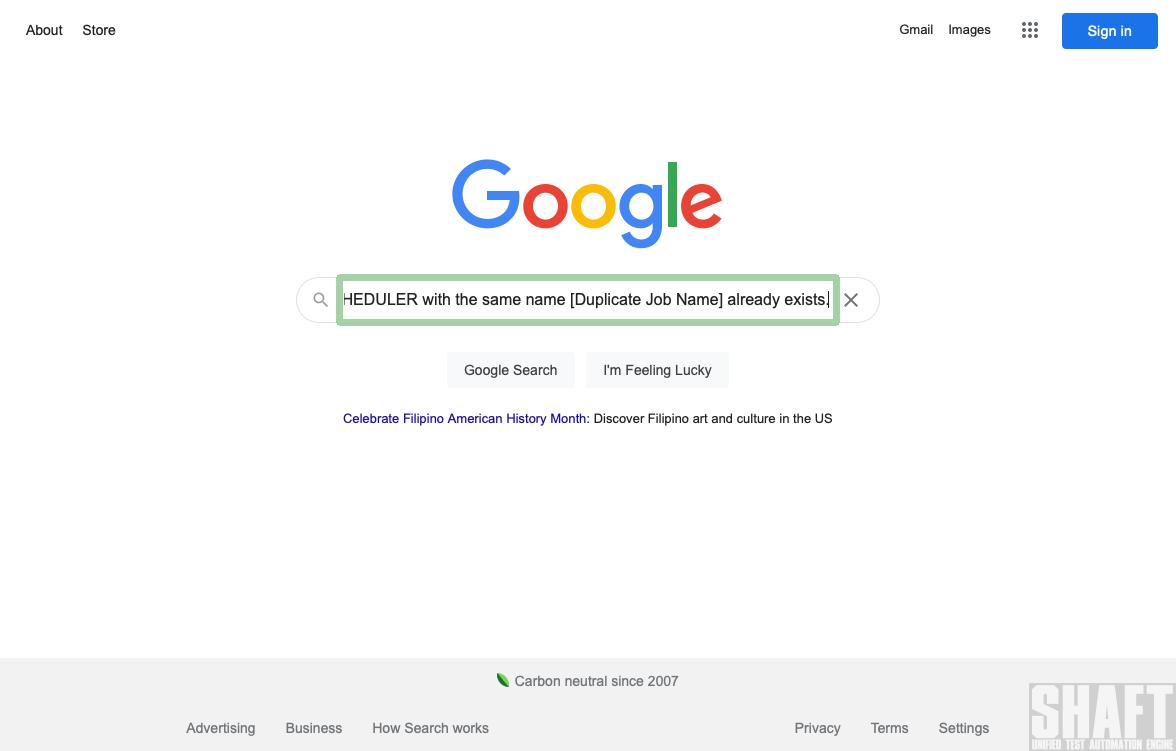 About Store Gmail Images Sign in
Google
HEDULER with the same name [Duplicate Job Name] already exists.
Google Search I'm Feeling Lucky
Celebrate Filipino American History Month: Discover Filipino art and culture in the US
Carbon neutral since 2007
Advertising Business How Search works Privacy Terms Settings
SHAFT
UNIFIED TEST AUTOMATION ENGINE